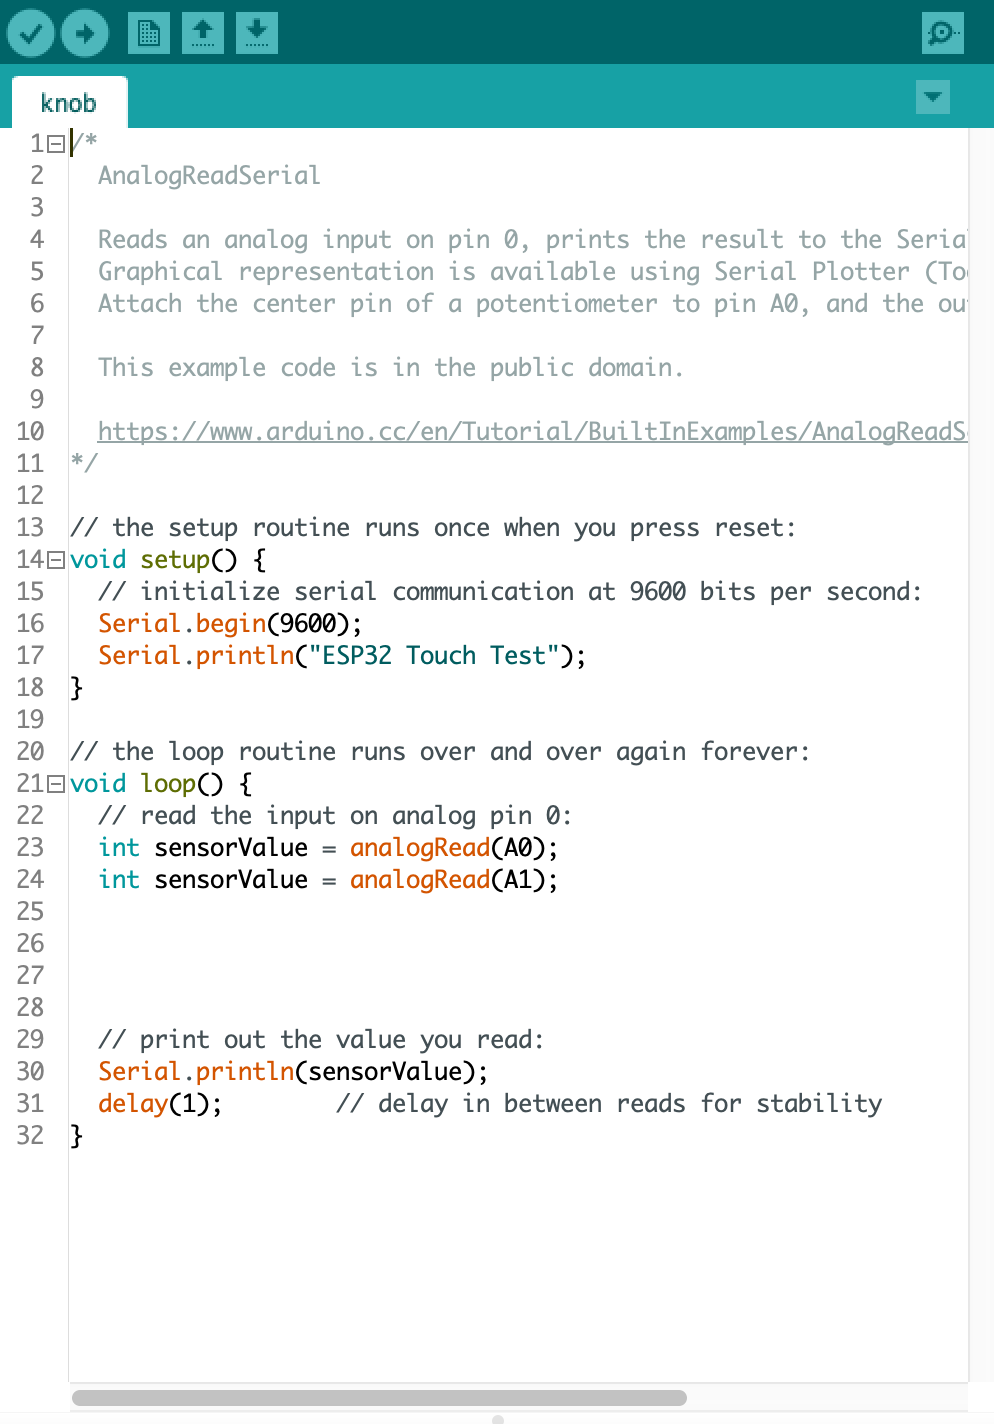 knob
1 /*
2 AnalogReadSerial
3
4 Reads an analog input on pin 0, prints the result to the Serial
5 Graphical representation is available using Serial Plotter (Too
6 Attach the center pin of a potentiometer to pin A0, and the ou
7
8 This example code is in the public domain.
9
10 https://www.arduino.cc/en/Tutorial/BuiltInExamples/AnalogReadS
11 */
12
13 // the setup routine runs once when you press reset:
14 void setup() {
15 // initialize serial communication at 9600 bits per second:
16 Serial.begin(9600);
17 Serial.println("ESP32 Touch Test");
18 }
19
20 // the loop routine runs over and over again forever:
21 void loop() {
22 // read the input on analog pin 0:
23 int sensorValue = analogRead(A0);
24 int sensorValue = analogRead(A1);
25
26
27
28
29 // print out the value you read:
30 Serial.println(sensorValue);
31 delay(1); // delay in between reads for stability
32 }